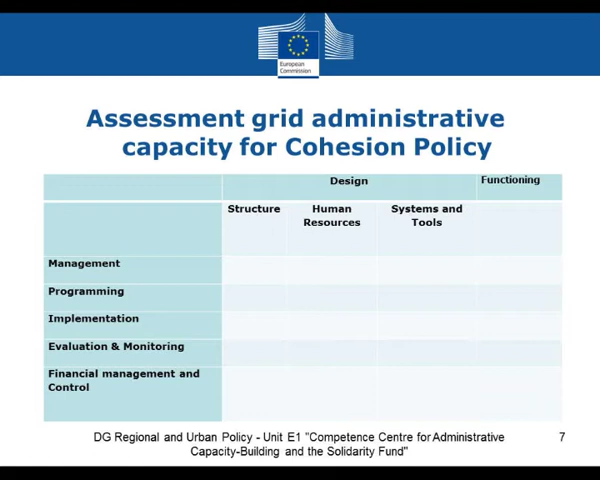 European
Commission
Assessment grid administrative
capacity for Cohesion Policy
Design
Functioning
Structure
Human
Resources
Systems and
Tools
Management
Programming
Implementation
Evaluation & Monitoring
Financial management and
Control
DG Regional and Urban Policy - Unit E1 "Competence Centre for Administrative
Capacity-Building and the Solidarity Fund"
7